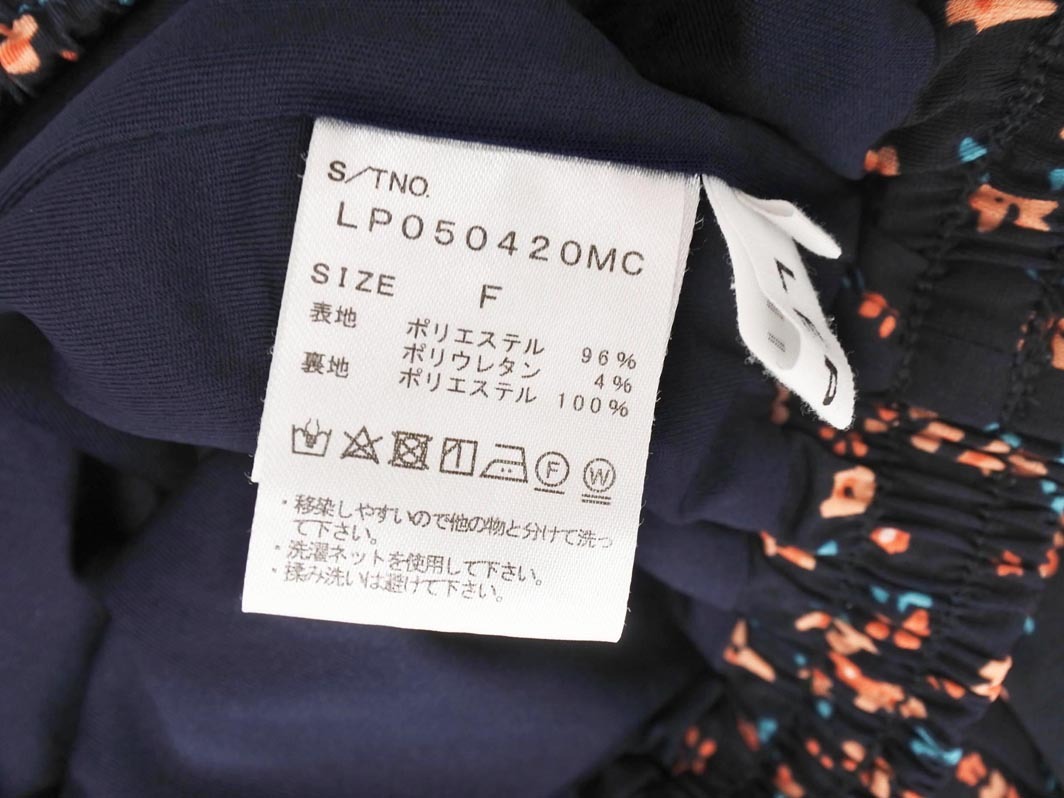 S/TNO.
LP050420MC
SIZE F
表地 ポリエステル 96%
ポリウレタン 4%
裏地 ポリエステル 100%
F W
・移染しやすいので他の物と分けて洗っ
て下さい。
・洗濯ネットを使用して下さい。
・揉み洗いは避けて下さい。